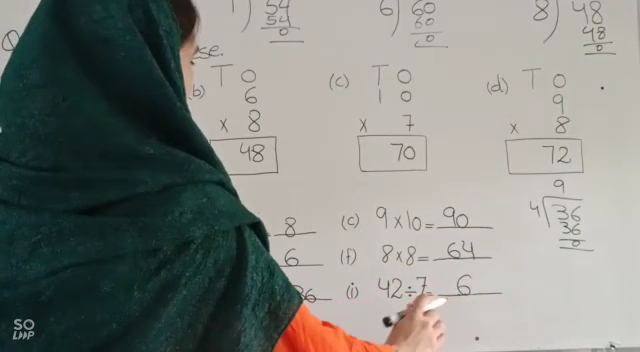 54 6) 60 8) 48
54 60 48
0 0 0
se.
b) T O (c) T O (d) T O
6 1 0 9
x 8 x 7 x 8
48 70 72
9
4) 36
36
0
= 8 (c) 9 x 10 = 90
6 (f) 8 x 8 = 64
36 (i) 42 ÷ 7 = 6
SO
LOOP